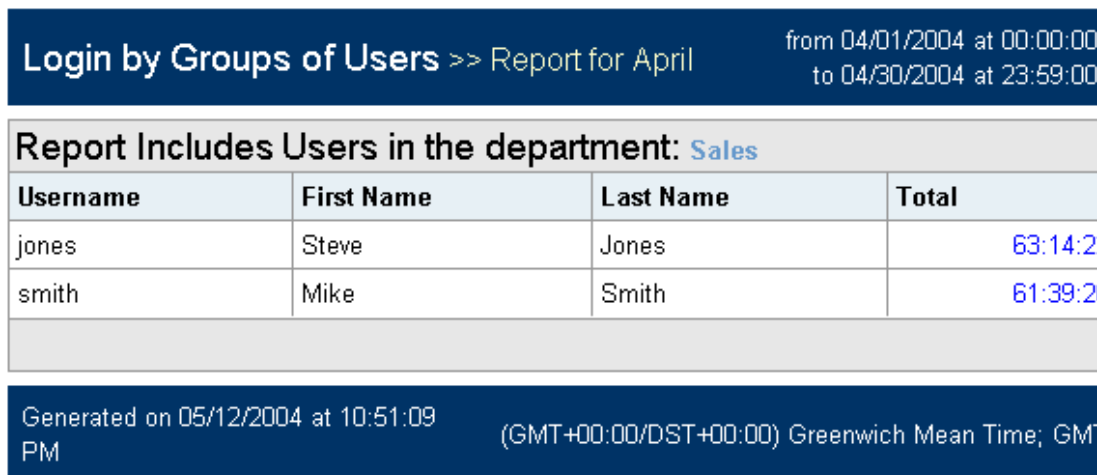 Login by Groups of Users >> Report for April
from 04/01/2004 at 00:00:00
to 04/30/2004 at 23:59:00
Report Includes Users in the department: Sales
Username First Name Last Name Total
jones Steve Jones
smith Mike Smith
Generated on 05/12/2004 at 10:51:09
PM
(GMT+00:00/DST+00:00) Greenwich Mean Time;